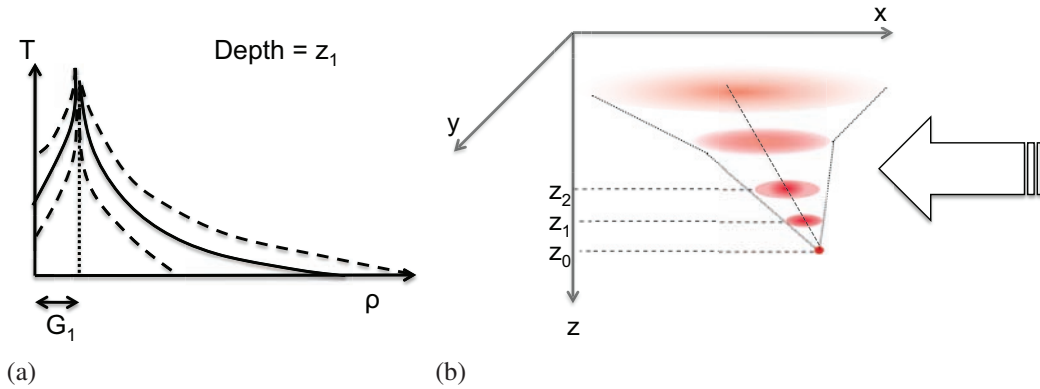 T
Depth = z₁
ρ
G₁
(a)
x
y
z₂
z₁
z₀
z
(b)